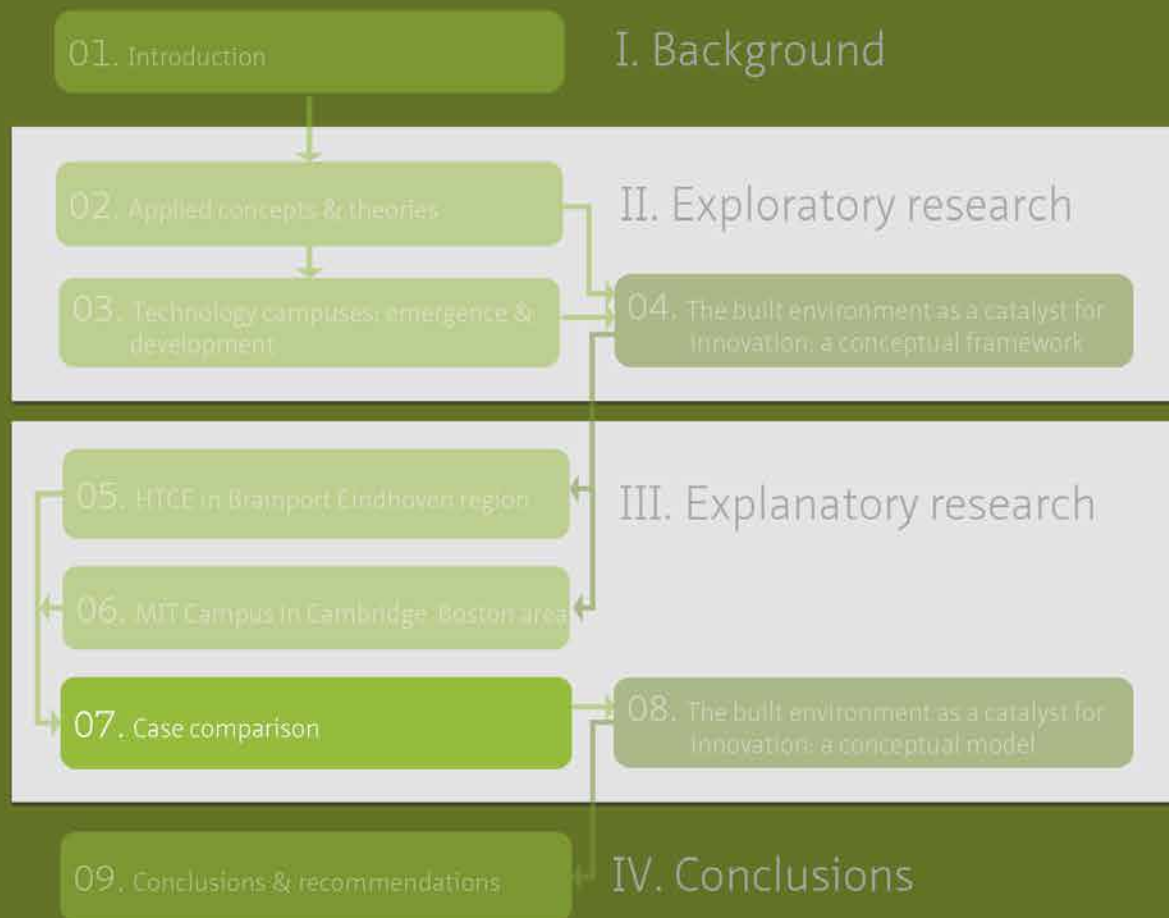 01. Introduction
I. Background
02. Applied concepts & theories
II. Exploratory research
03. Technology campuses: emergence &
development
04. The built environment as a catalyst for
innovation: a conceptual framework
05. HTCE in Brainport Eindhoven region
III. Explanatory research
06. MIT Campus in Cambridge, Boston area
07. Case comparison
08. The built environment as a catalyst for
innovation: a conceptual model
09. Conclusions & recommendations
IV. Conclusions